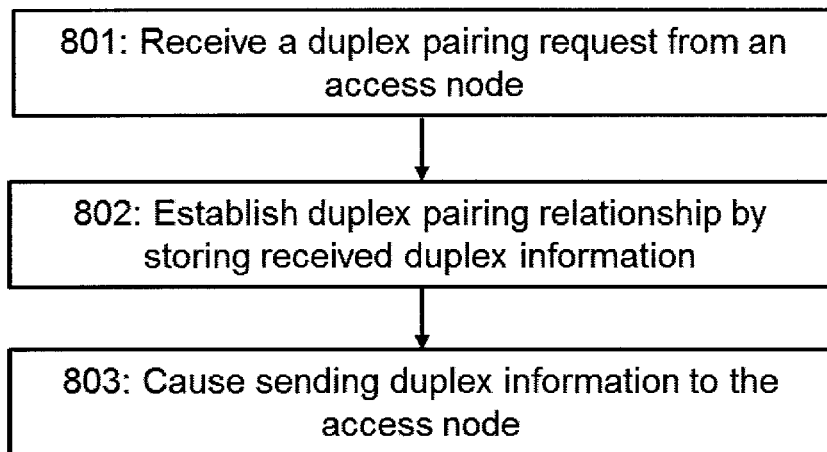 801: Receive a duplex pairing request from an
access node
802: Establish duplex pairing relationship by
storing received duplex information
803: Cause sending duplex information to the
access node